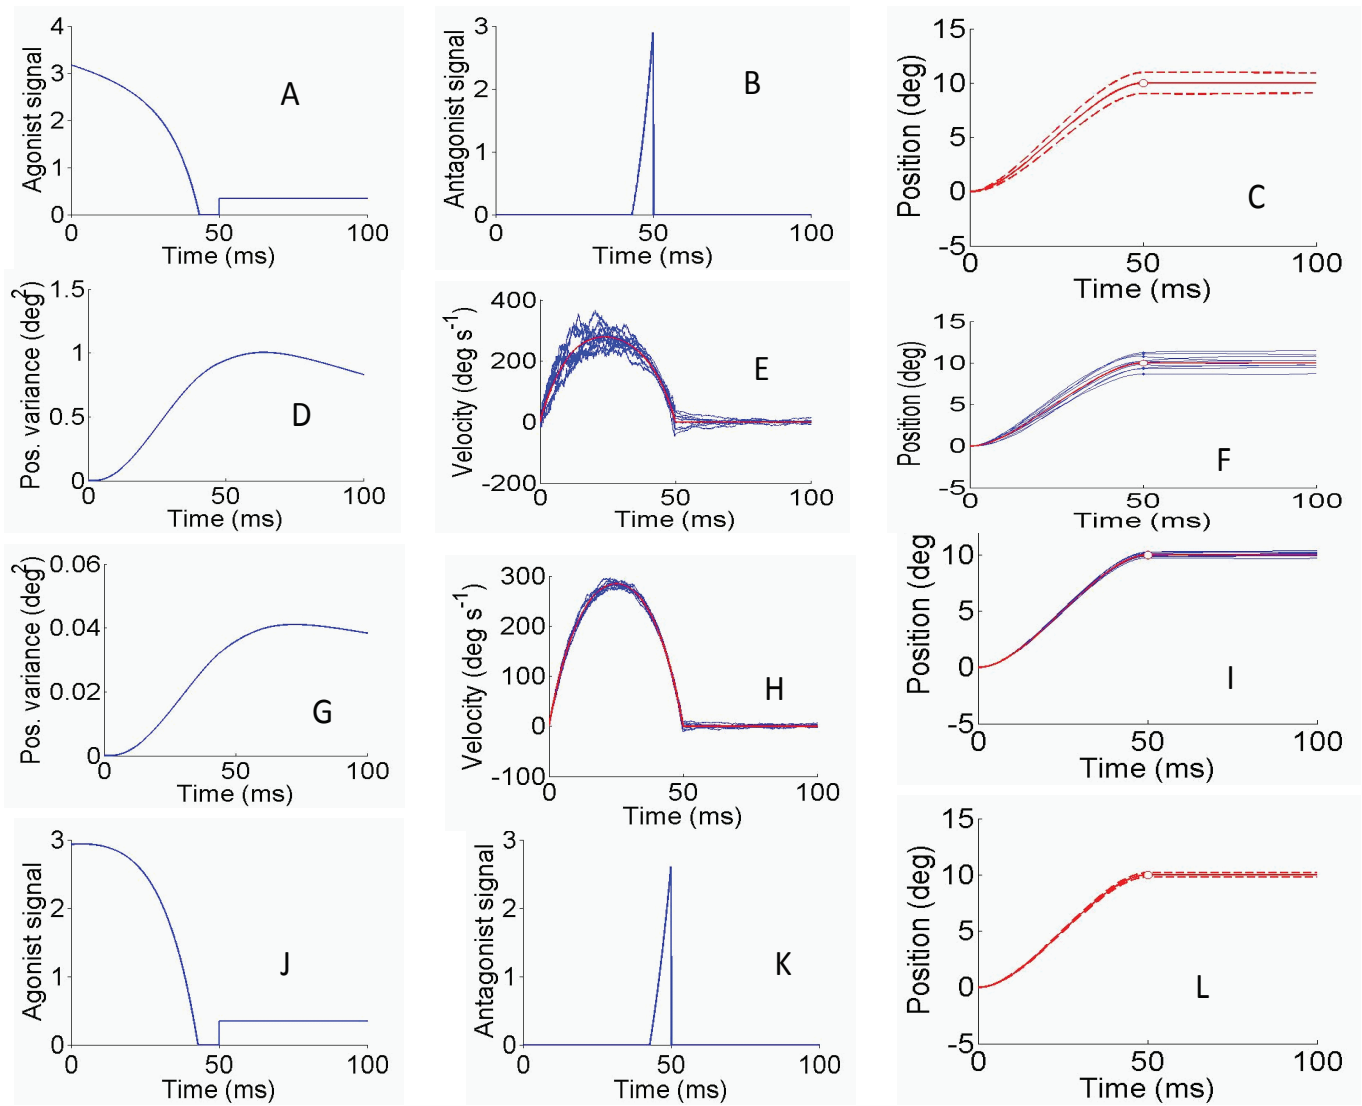 4
3
2
1
0
Agonist signal
A
0
50
100
Time (ms)
3
2
1
0
Antagonist signal
B
0
50
100
Time (ms)
15
10
5
0
-5
Position (deg)
C
0
50
100
Time (ms)
1.5
1
0.5
0
Pos. variance (deg²)
D
0
50
100
Time (ms)
400
200
0
-200
Velocity (deg s⁻¹)
E
0
50
100
Time (ms)
15
10
5
0
-5
Position (deg)
F
0
50
100
Time (ms)
0.06
0.04
0.02
0
Pos. variance (deg²)
G
0
50
100
Time (ms)
300
200
100
0
-100
Velocity (deg s⁻¹)
H
0
50
100
Time (ms)
10
5
0
-5
Position (deg)
I
0
50
100
Time (ms)
3
2
1
0
Agonist signal
J
0
50
100
Time (ms)
3
2
1
0
Antagonist signal
K
0
50
100
Time (ms)
15
10
5
0
-5
Position (deg)
L
0
50
100
Time (ms)